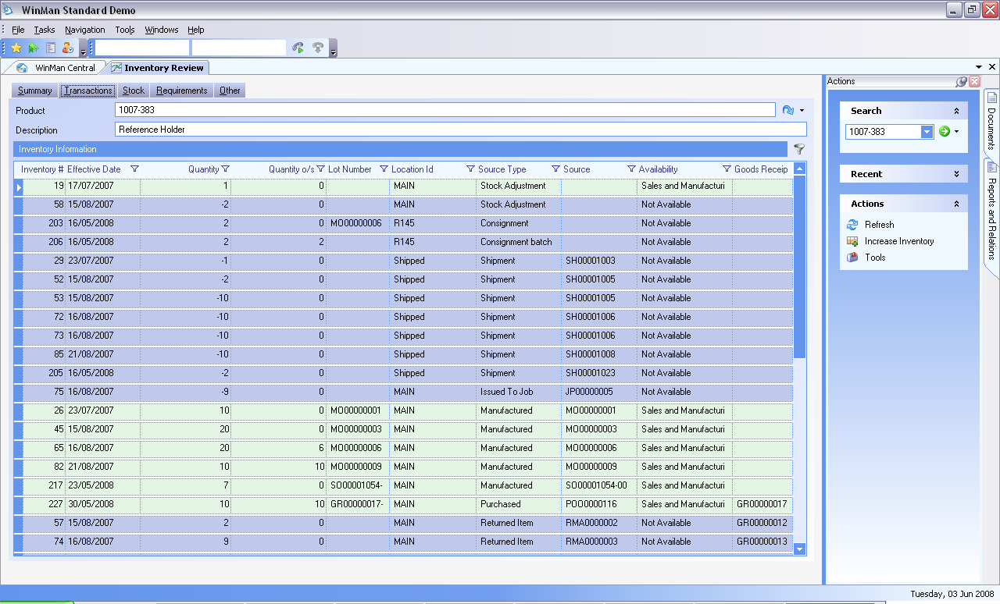 WinMan Standard Demo
File Tasks Navigation Tools Windows Help
WinMan Central Inventory Review
Summary Transactions Stock Requirements Other
Product 1007-383
Description Reference Holder
Inventory Information
Inventory # Effective Date Quantity Quantity o/s Lot Number Location Id Source Type Source Availability Goods Receip
19 17/07/2007 1 0 MAIN Stock Adjustment Sales and Manufacturi
58 15/08/2007 -2 0 MAIN Stock Adjustment Not Available
203 16/05/2008 2 0 MO00000006 R145 Consignment Not Available
206 16/05/2008 2 2 R145 Consignment batch Not Available
29 23/07/2007 -1 0 Shipped Shipment SH00001003 Not Available
52 15/08/2007 -2 0 Shipped Shipment SH00001005 Not Available
53 15/08/2007 -10 0 Shipped Shipment SH00001005 Not Available
72 16/08/2007 -10 0 Shipped Shipment SH00001006 Not Available
73 16/08/2007 -10 0 Shipped Shipment SH00001006 Not Available
85 21/08/2007 -10 0 Shipped Shipment SH00001008 Not Available
205 16/05/2008 -2 0 Shipped Shipment SH00001023 Not Available
75 16/08/2007 -9 0 MAIN Issued To Job JP00000005 Not Available
26 23/07/2007 10 0 MO00000001 MAIN Manufactured MO00000001 Sales and Manufacturi
45 15/08/2007 20 0 MO00000003 MAIN Manufactured MO00000003 Sales and Manufacturi
65 16/08/2007 20 6 MO00000006 MAIN Manufactured MO00000006 Sales and Manufacturi
82 21/08/2007 10 10 MO00000009 MAIN Manufactured MO00000009 Sales and Manufacturi
217 23/05/2008 7 0 SO00001054- MAIN Manufactured SO00001054-00 Sales and Manufacturi
227 30/05/2008 10 10 GR00000017- MAIN Purchased PO00000116 Sales and Manufacturi GR00000017
57 15/08/2007 2 0 MAIN Returned Item RMA0000002 Not Available GR00000012
74 16/08/2007 9 0 MAIN Returned Item RMA0000003 Not Available GR00000013
Actions
Search
1007-383
Recent
Actions
Refresh
Increase Inventory
Tools
Documents
Reports and Relations
Tuesday, 03 Jun 2008